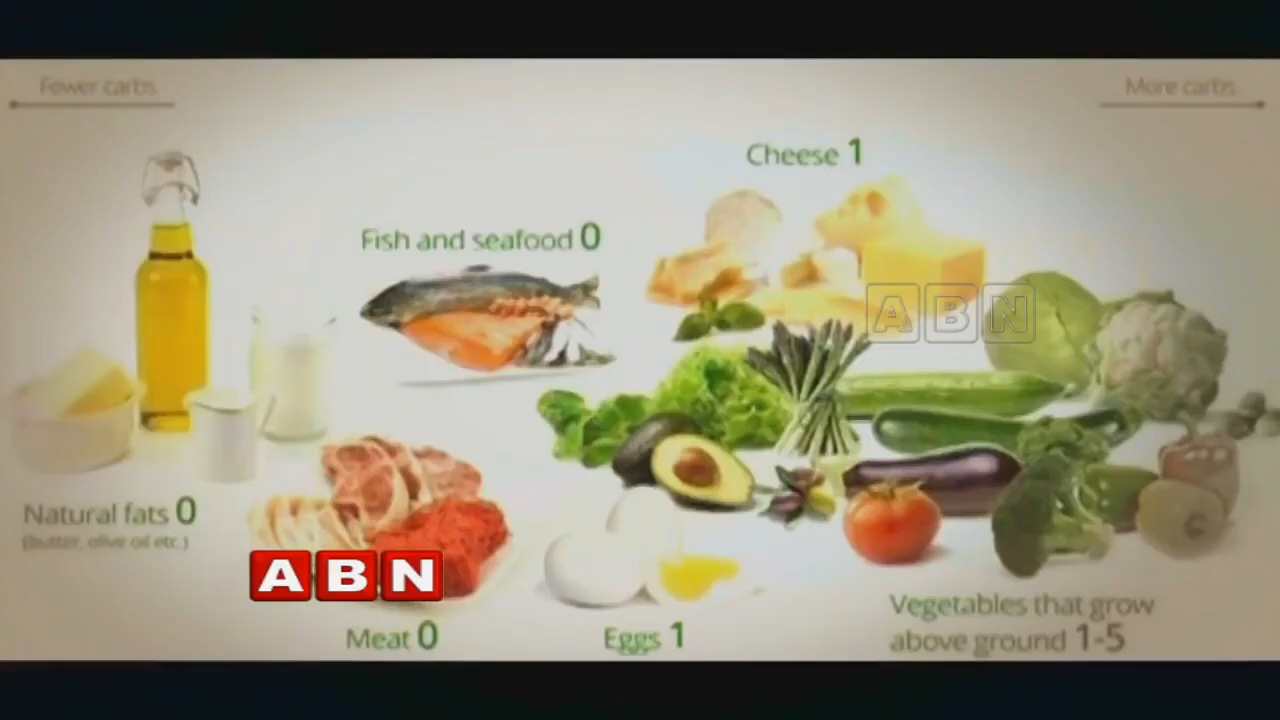 Fewer carbs
More carbs
Cheese 1
Fish and seafood 0
ABN
Natural fats 0
(Butter, olive oil etc.)
ABN
Meat 0
Eggs 1
Vegetables that grow
above ground 1-5